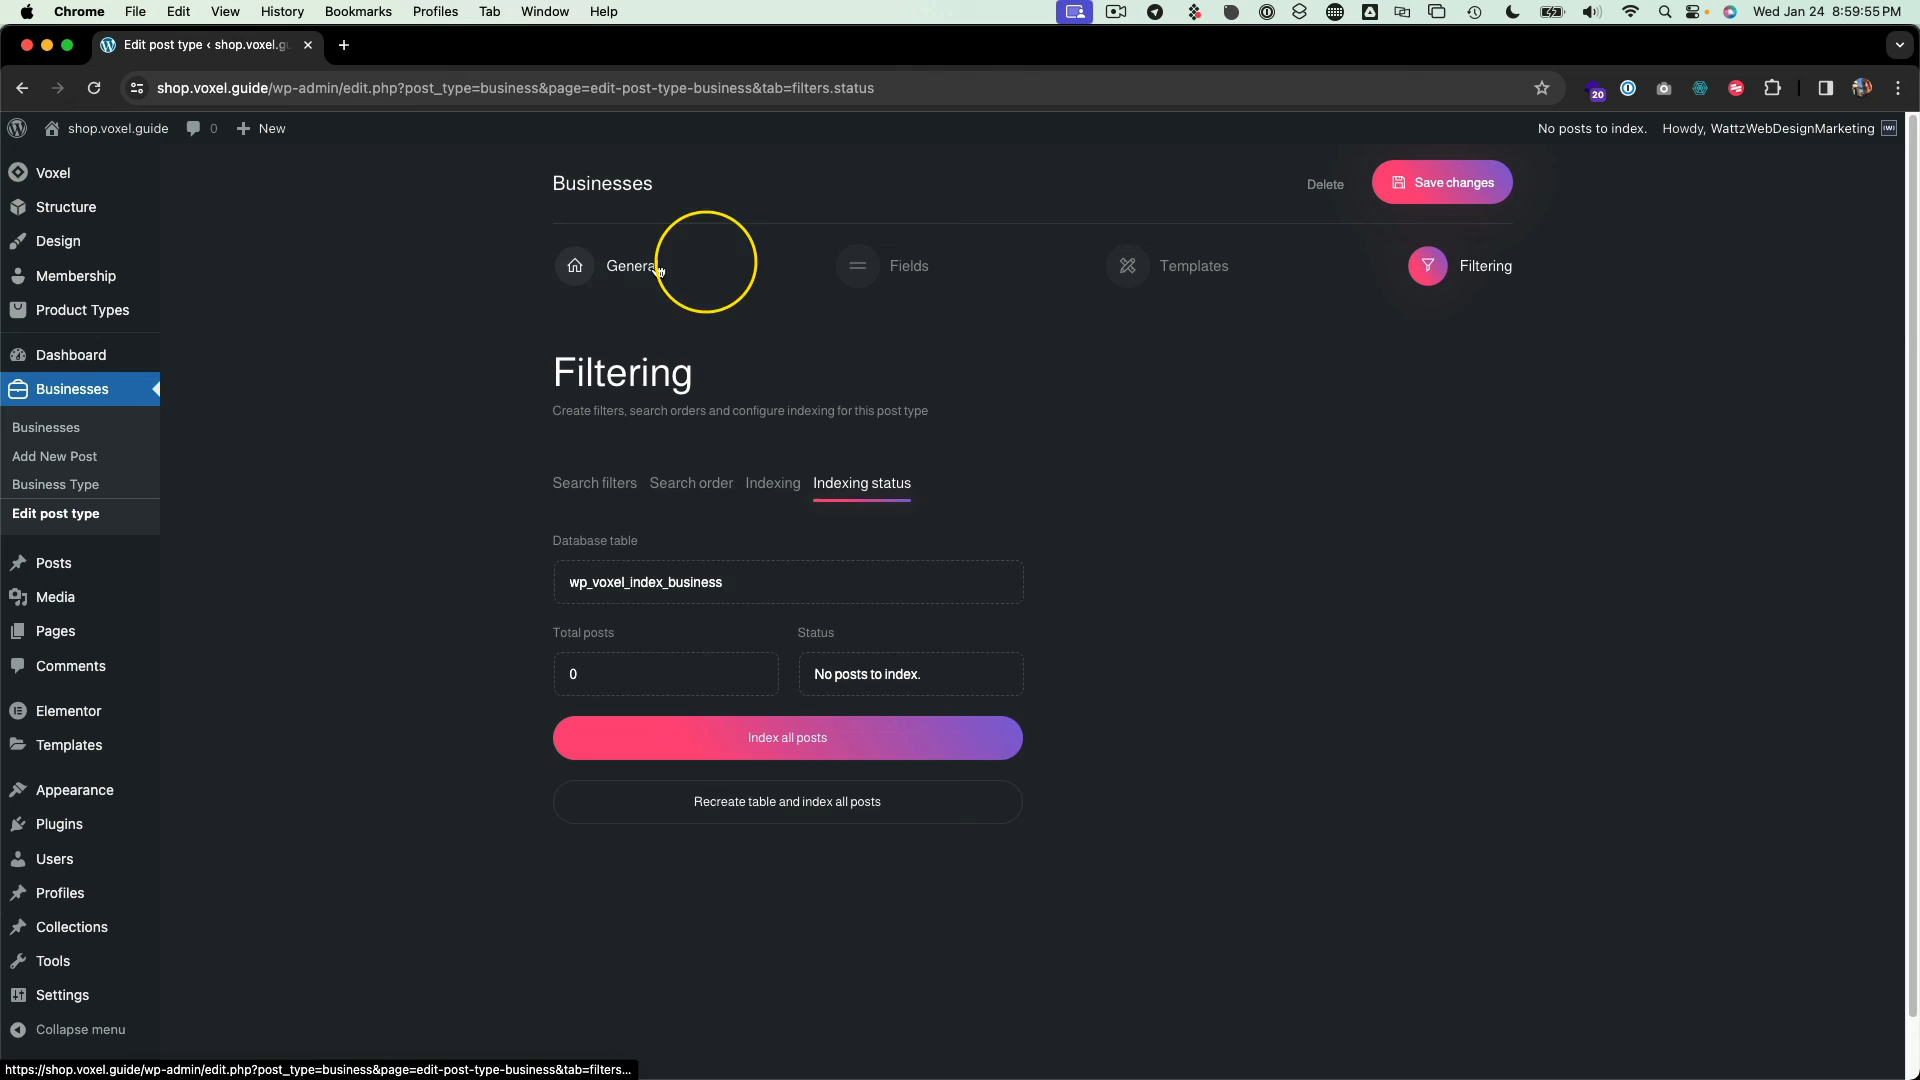 Chrome File Edit View History Bookmarks Profiles Tab Window Help Wed Jan 24 8:59:55 PM
Edit post type ‹ shop.voxel.gu
shop.voxel.guide/wp-admin/edit.php?post_type=business&page=edit-post-type-business&tab=filters.status
20
shop.voxel.guide 0 New No posts to index. Howdy, WattzWebDesignMarketing
Voxel
Structure
Design
Membership
Product Types
Dashboard
Businesses
Businesses
Add New Post
Business Type
Edit post type
Posts
Media
Pages
Comments
Elementor
Templates
Appearance
Plugins
Users
Profiles
Collections
Tools
Settings
Collapse menu
Businesses Delete Save changes
General Fields Templates Filtering
Filtering
Create filters, search orders and configure indexing for this post type
Search filters Search order Indexing Indexing status
Database table
wp_voxel_index_business
Total posts Status
0 No posts to index.
Index all posts
Recreate table and index all posts
https://shop.voxel.guide/wp-admin/edit.php?post_type=business&page=edit-post-type-business&tab=filters...